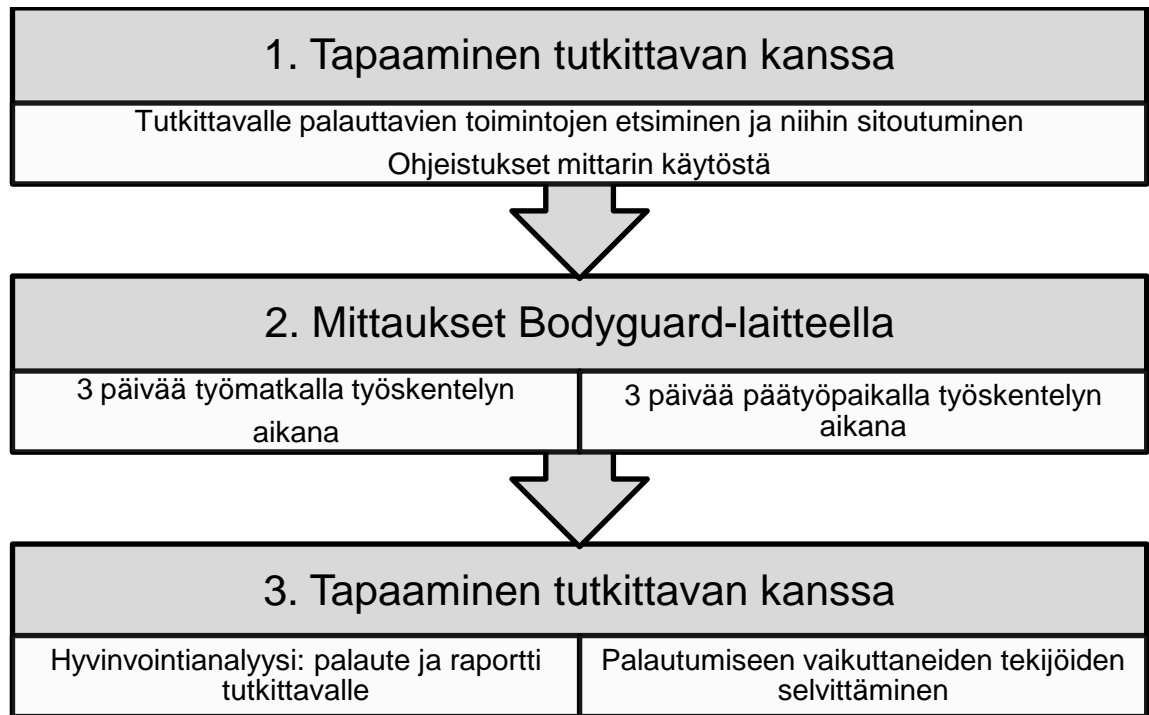 1. Tapaaminen tutkittavan kanssa
Tutkittavalle palauttavien toimintojen etsiminen ja niihin sitoutuminen
Ohjeistukset mittarin käytöstä
2. Mittaukset Bodyguard-laitteella
3 päivää työmatkalla työskentelyn
aikana
3 päivää päätyöpaikalla työskentelyn
aikana
3. Tapaaminen tutkittavan kanssa
Hyvinvointianalyysi: palaute ja raportti
tutkittavalle
Palautumiseen vaikuttaneiden tekijöiden
selvittäminen